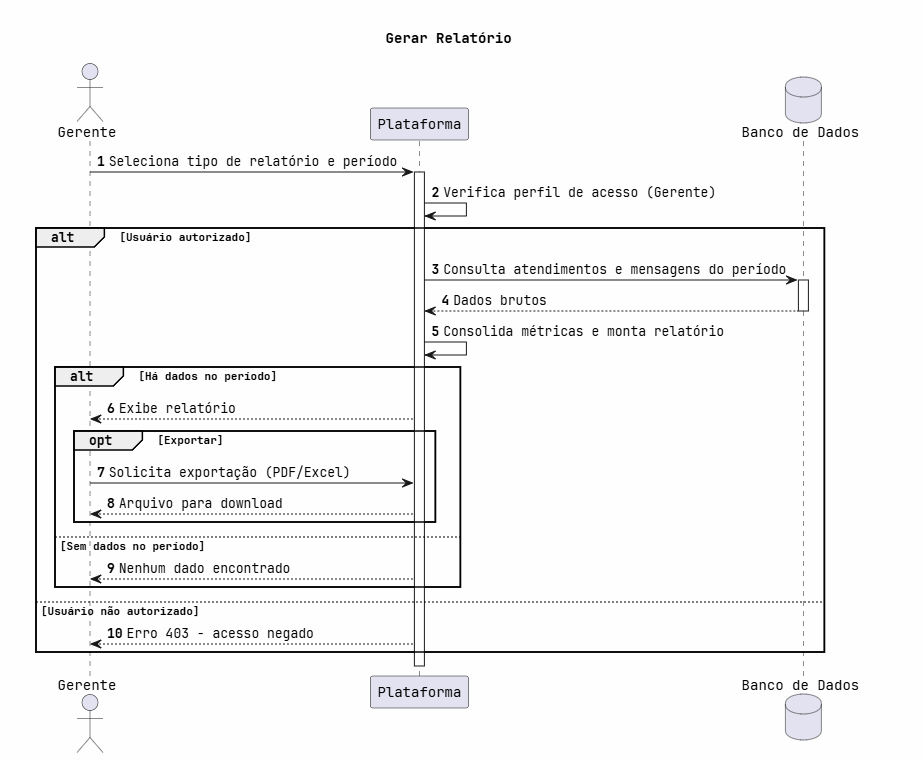 Gerar Relatório
Gerente
Plataforma
Banco de Dados
1 Seleciona tipo de relatório e período
2 Verifica perfil de acesso (Gerente)
alt [Usuário autorizado]
3 Consulta atendimentos e mensagens do período
4 Dados brutos
5 Consolida métricas e monta relatório
alt [Há dados no período]
6 Exibe relatório
opt [Exportar]
7 Solicita exportação (PDF/Excel)
8 Arquivo para download
[Sem dados no período]
9 Nenhum dado encontrado
[Usuário não autorizado]
10 Erro 403 - acesso negado
Gerente
Plataforma
Banco de Dados